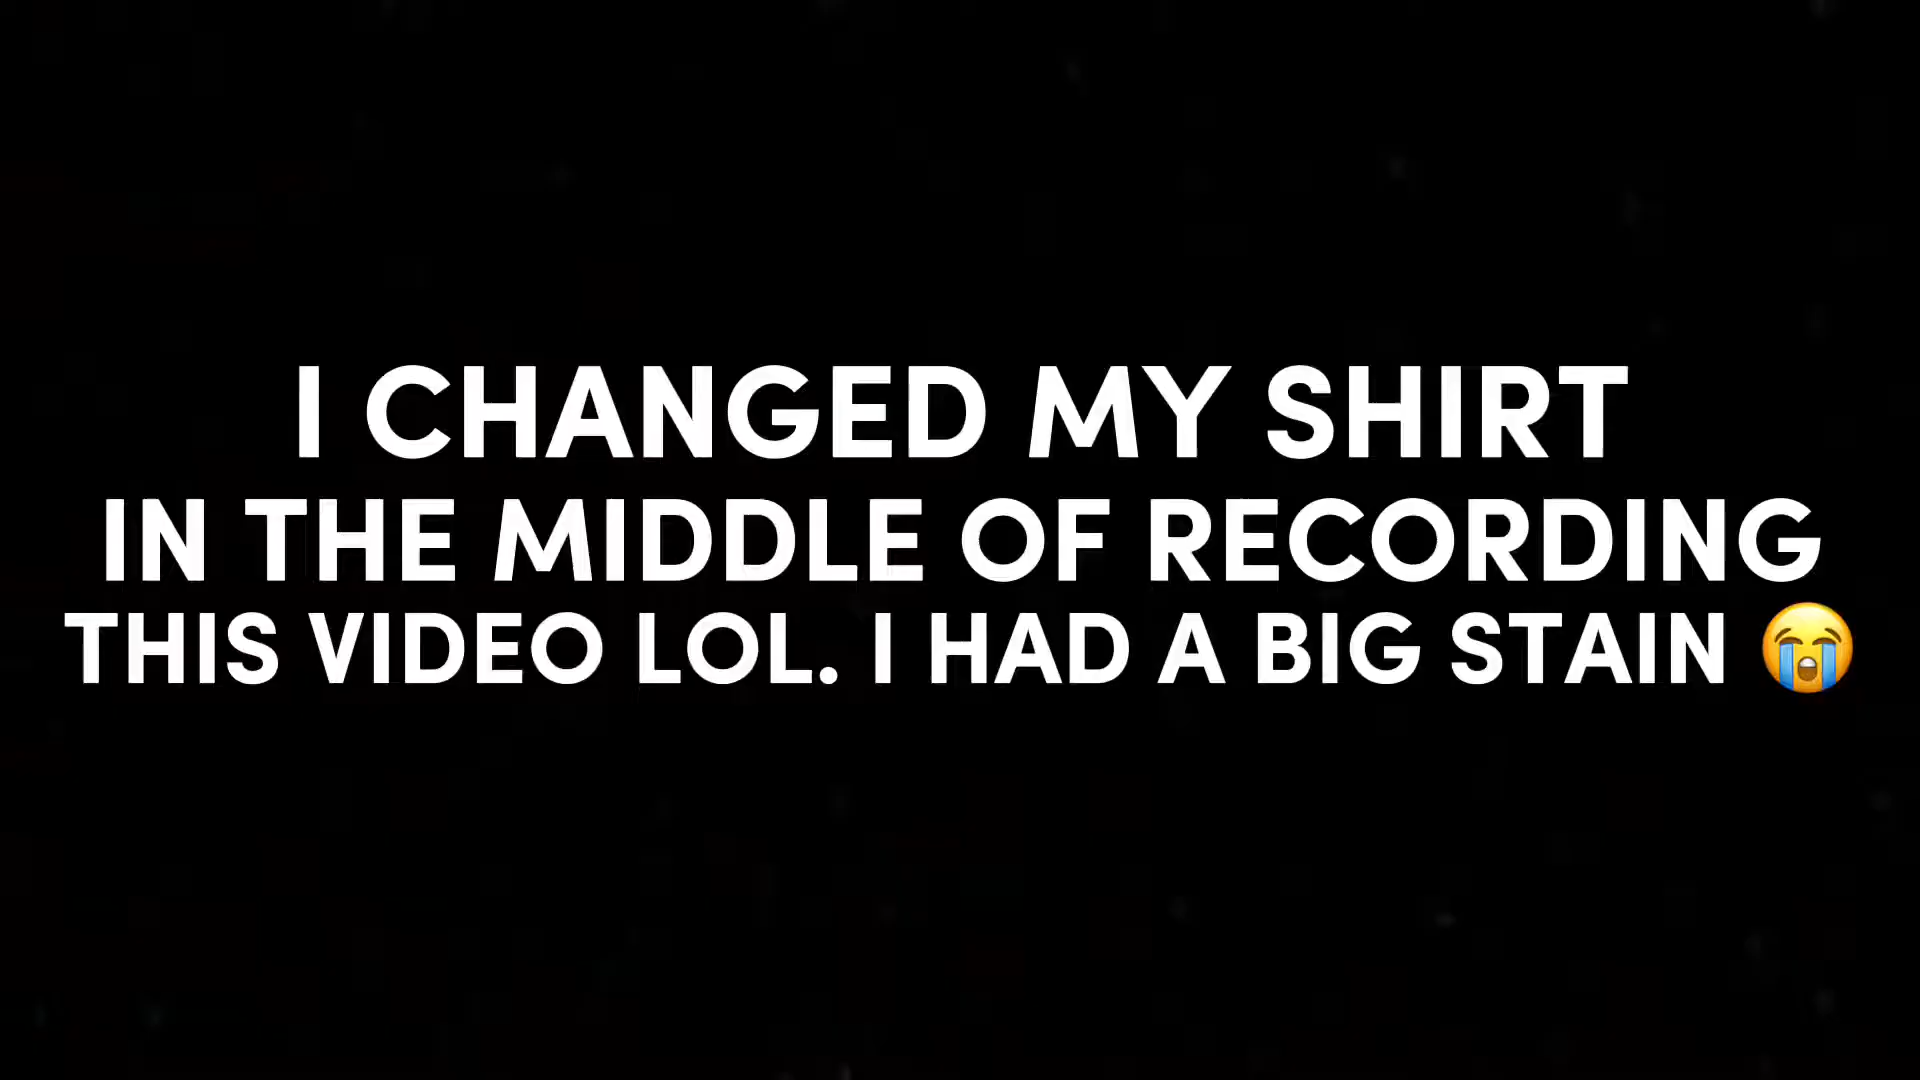 I CHANGED MY SHIRT
IN THE MIDDLE OF RECORDING
THIS VIDEO LOL. I HAD A BIG STAIN 😭